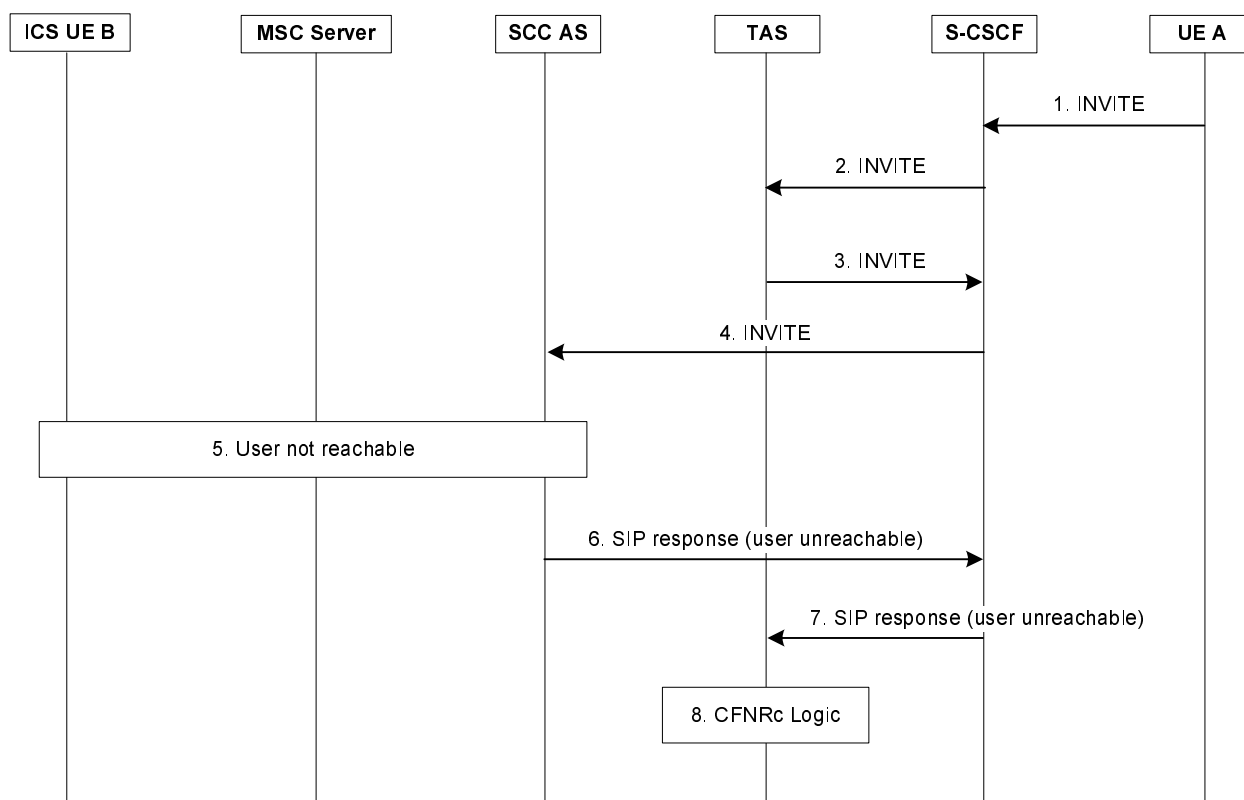 ICS UE B
MSC Server
SCC AS
TAS
S-CSCF
UE A
1. INVITE
2. INVITE
3. INVITE
4. INVITE
5. User not reachable
6. SIP response (user unreachable)
7. SIP response (user unreachable)
8. CFNRc Logic